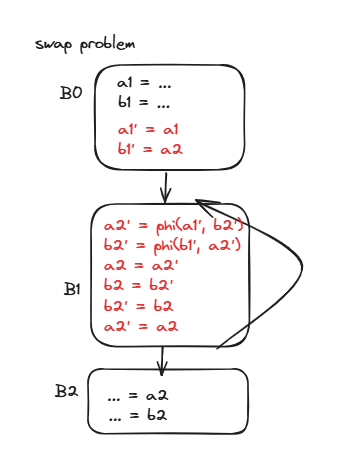 swap problem
B0
a1 = ...
b1 = ...
a1' = a1
b1' = a2
B1
a2' = phi(a1', b2')
b2' = phi(b1', a2')
a2 = a2'
b2 = b2'
b2' = b2
a2' = a2
B2
... = a2
... = b2